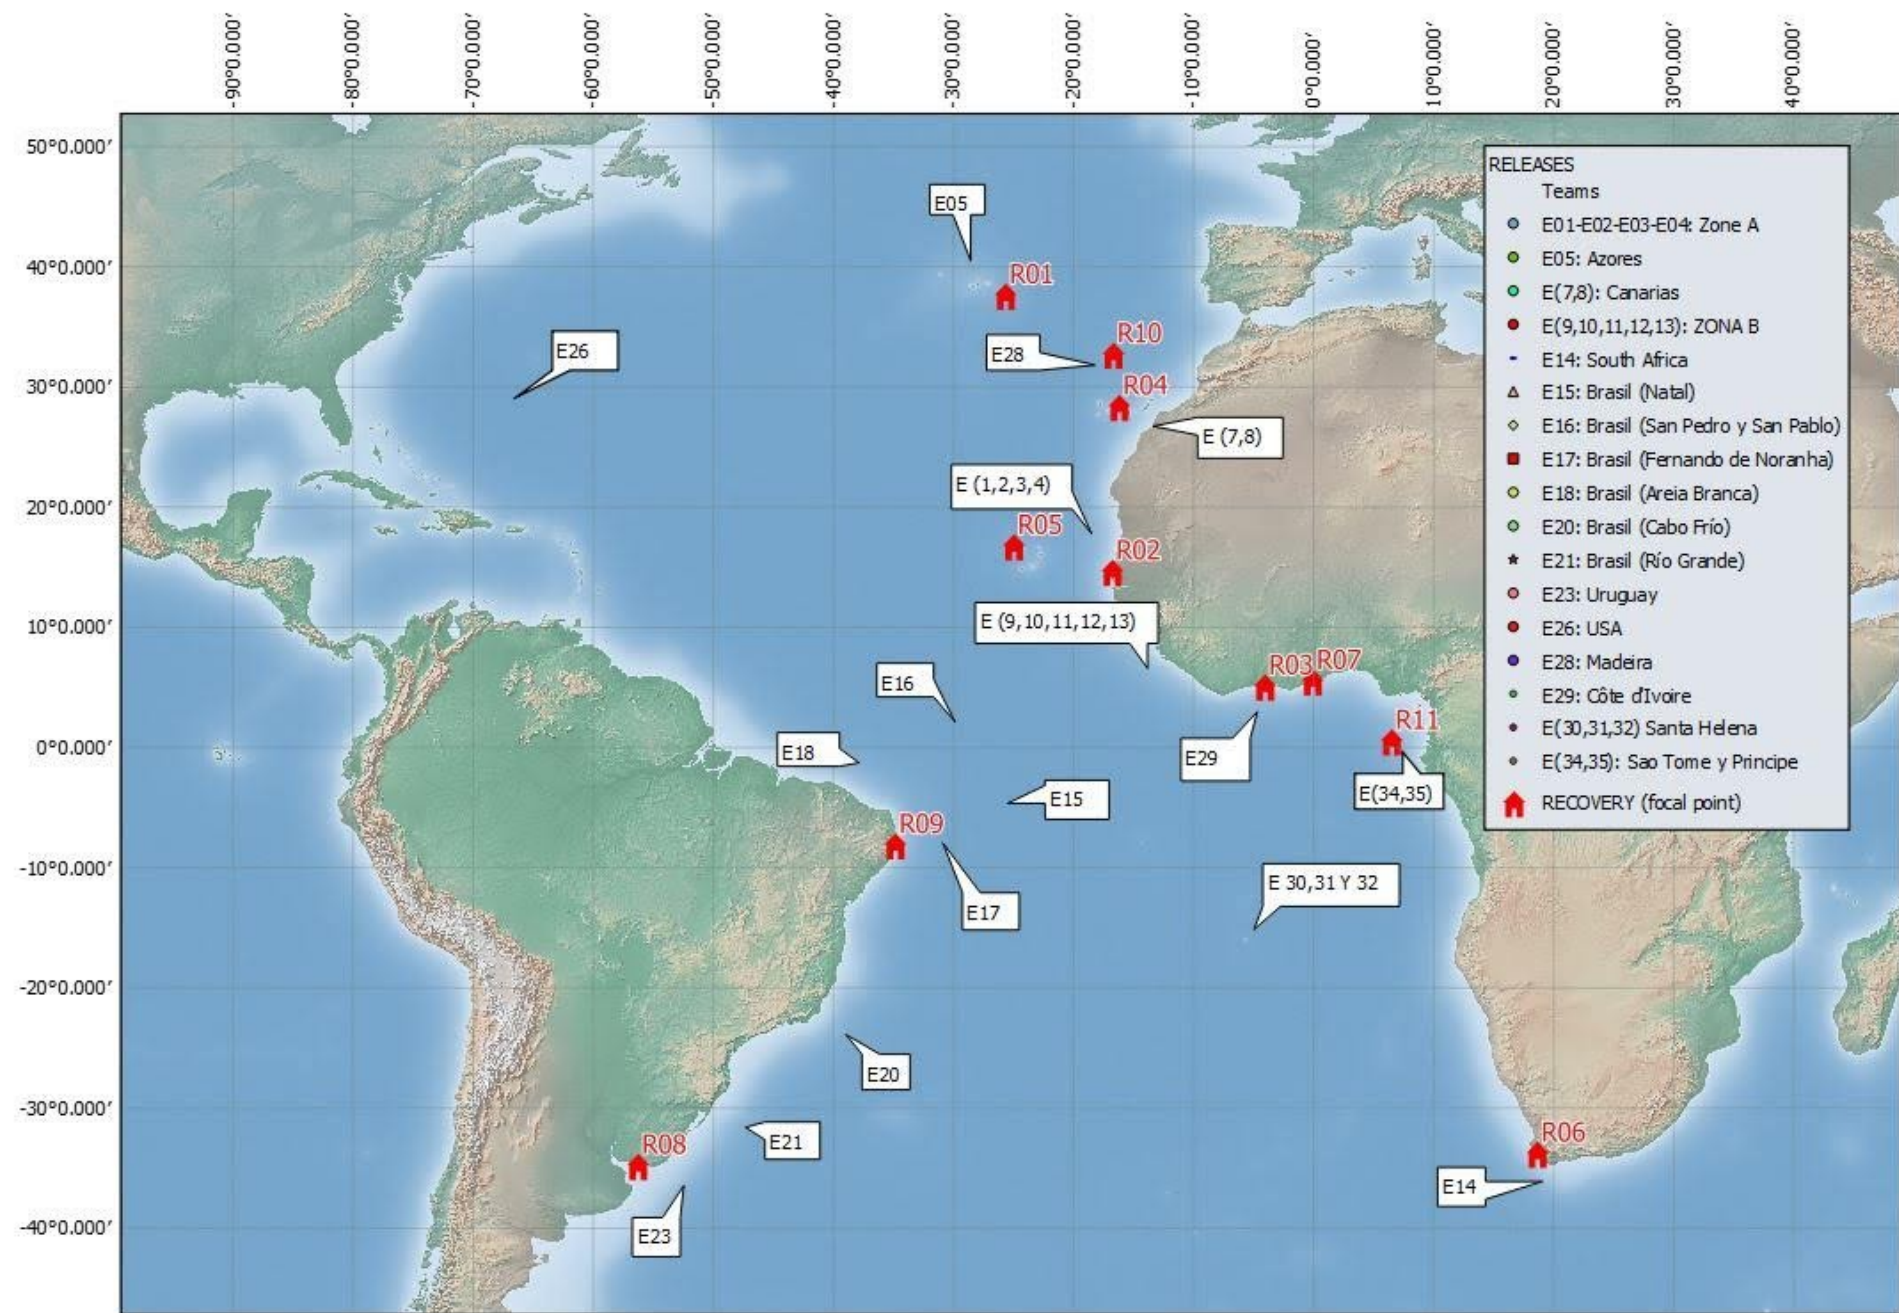 -90°0.000′
-80°0.000′
-70°0.000′
-60°0.000′
-50°0.000′
-40°0.000′
-30°0.000′
-20°0.000′
-10°0.000′
0°0.000′
10°0.000′
20°0.000′
30°0.000′
40°0.000′
50°0.000′
40°0.000′
30°0.000′
20°0.000′
10°0.000′
0°0.000′
-10°0.000′
-20°0.000′
-30°0.000′
-40°0.000′
E05
R01
E26
E28
R10
R04
E (7,8)
E (1,2,3,4)
R05
R02
E (9,10,11,12,13)
E16
R03
R07
E18
E29
R11
E15
E(34,35)
R09
E17
E 30,31 Y 32
E20
E21
R08
R06
E14
E23
RELEASES
Teams
E01-E02-E03-E04: Zone A
E05: Azores
E(7,8): Canarias
E(9,10,11,12,13): ZONA B
E14: South Africa
E15: Brasil (Natal)
E16: Brasil (San Pedro y San Pablo)
E17: Brasil (Fernando de Noranha)
E18: Brasil (Areia Branca)
E20: Brasil (Cabo Frío)
E21: Brasil (Río Grande)
E23: Uruguay
E26: USA
E28: Madeira
E29: Côte d'Ivoire
E(30,31,32) Santa Helena
E(34,35): Sao Tome y Principe
RECOVERY (focal point)